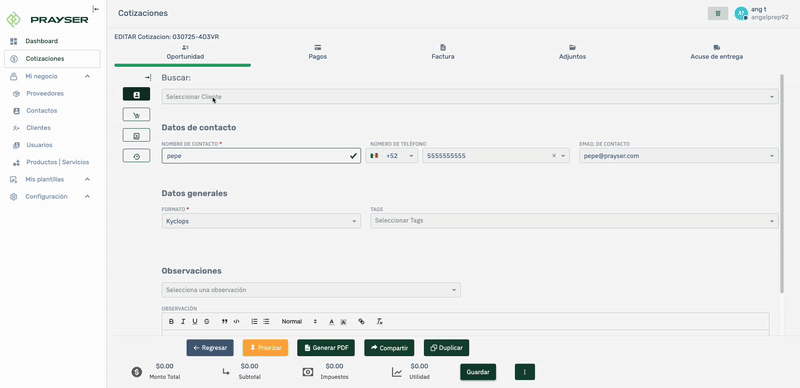 PRAYSER
Cotizaciones
ang t
angelprep92
Dashboard
Cotizaciones
Mi negocio
Proveedores
Contactos
Clientes
Usuarios
Productos | Servicios
Mis plantillas
Configuración
EDITAR Cotizacion: 030725-4D3VR
Oportunidad
Pagos
Factura
Adjuntos
Acuse de entrega
Buscar:
Seleccionar Cliente
Datos de contacto
NOMBRE DE CONTACTO *
NÚMERO DE TELÉFONO
EMAIL DE CONTACTO
pepe
+52
5555555555
pepe@prayser.com
Datos generales
FORMATO *
TAGS
Kyclops
Seleccionar Tags
Observaciones
Selecciona una observación
OBSERVACIÓN
Normal
Regresar
Priorizar
Generar PDF
Compartir
Duplicar
$0.00
Monto Total
$0.00
Subtotal
$0.00
Impuestos
$0.00
Utilidad
Guardar